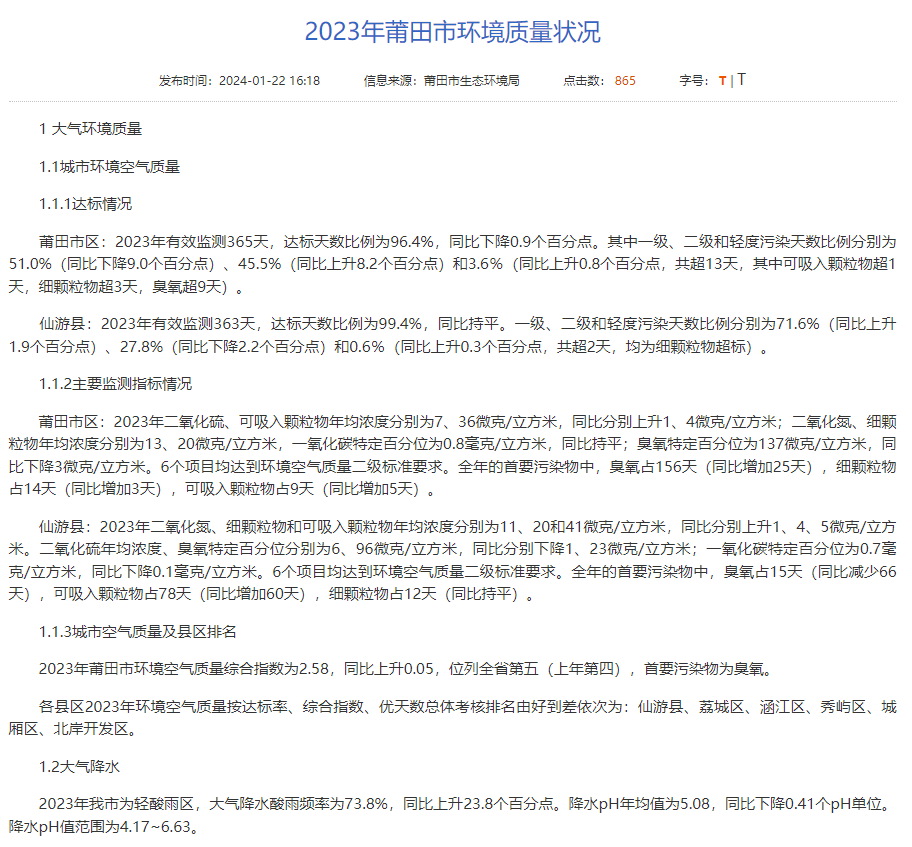 2023年莆田市环境质量状况
发布时间：2024-01-22 16:18 信息来源：莆田市生态环境局 点击数： 865 字号： T | T
1 大气环境质量
1.1城市环境空气质量
1.1.1达标情况
莆田市区：2023年有效监测365天，达标天数比例为96.4%，同比下降0.9个百分点。其中一级、二级和轻度污染天数比例分别为
51.0%（同比下降9.0个百分点）、45.5%（同比上升8.2个百分点）和3.6%（同比上升0.8个百分点，共超13天，其中可吸入颗粒物超1
天，细颗粒物超3天，臭氧超9天）。
仙游县：2023年有效监测363天，达标天数比例为99.4%，同比持平。一级、二级和轻度污染天数比例分别为71.6%（同比上升
1.9个百分点）、27.8%（同比下降2.2个百分点）和0.6%（同比上升0.3个百分点，共超2天，均为细颗粒物超标）。
1.1.2主要监测指标情况
莆田市区：2023年二氧化硫、可吸入颗粒物年均浓度分别为7、36微克/立方米，同比分别上升1、4微克/立方米；二氧化氮、细颗
粒物年均浓度分别为13、20微克/立方米，一氧化碳特定百分位为0.8毫克/立方米，同比持平；臭氧特定百分位为137微克/立方米，同
比下降3微克/立方米。6个项目均达到环境空气质量二级标准要求。全年的首要污染物中，臭氧占156天（同比增加25天），细颗粒物
占14天（同比增加3天），可吸入颗粒物占9天（同比增加5天）。
仙游县：2023年二氧化氮、细颗粒物和可吸入颗粒物年均浓度分别为11、20和41微克/立方米，同比分别上升1、4、5微克/立方
米。二氧化硫年均浓度、臭氧特定百分位分别为6、96微克/立方米，同比分别下降1、23微克/立方米；一氧化碳特定百分位为0.7毫
克/立方米，同比下降0.1毫克/立方米。6个项目均达到环境空气质量二级标准要求。全年的首要污染物中，臭氧占15天（同比减少66
天），可吸入颗粒物占78天（同比增加60天），细颗粒物占12天（同比持平）。
1.1.3城市空气质量及县区排名
2023年莆田市环境空气质量综合指数为2.58，同比上升0.05，位列全省第五（上年第四），首要污染物为臭氧。
各县区2023年环境空气质量按达标率、综合指数、优天数总体考核排名由好到差依次为：仙游县、荔城区、涵江区、秀屿区、城
厢区、北岸开发区。
1.2大气降水
2023年我市为轻酸雨区，大气降水酸雨频率为73.8%，同比上升23.8个百分点。降水pH年均值为5.08，同比下降0.41个pH单位。
降水pH值范围为4.17~6.63。